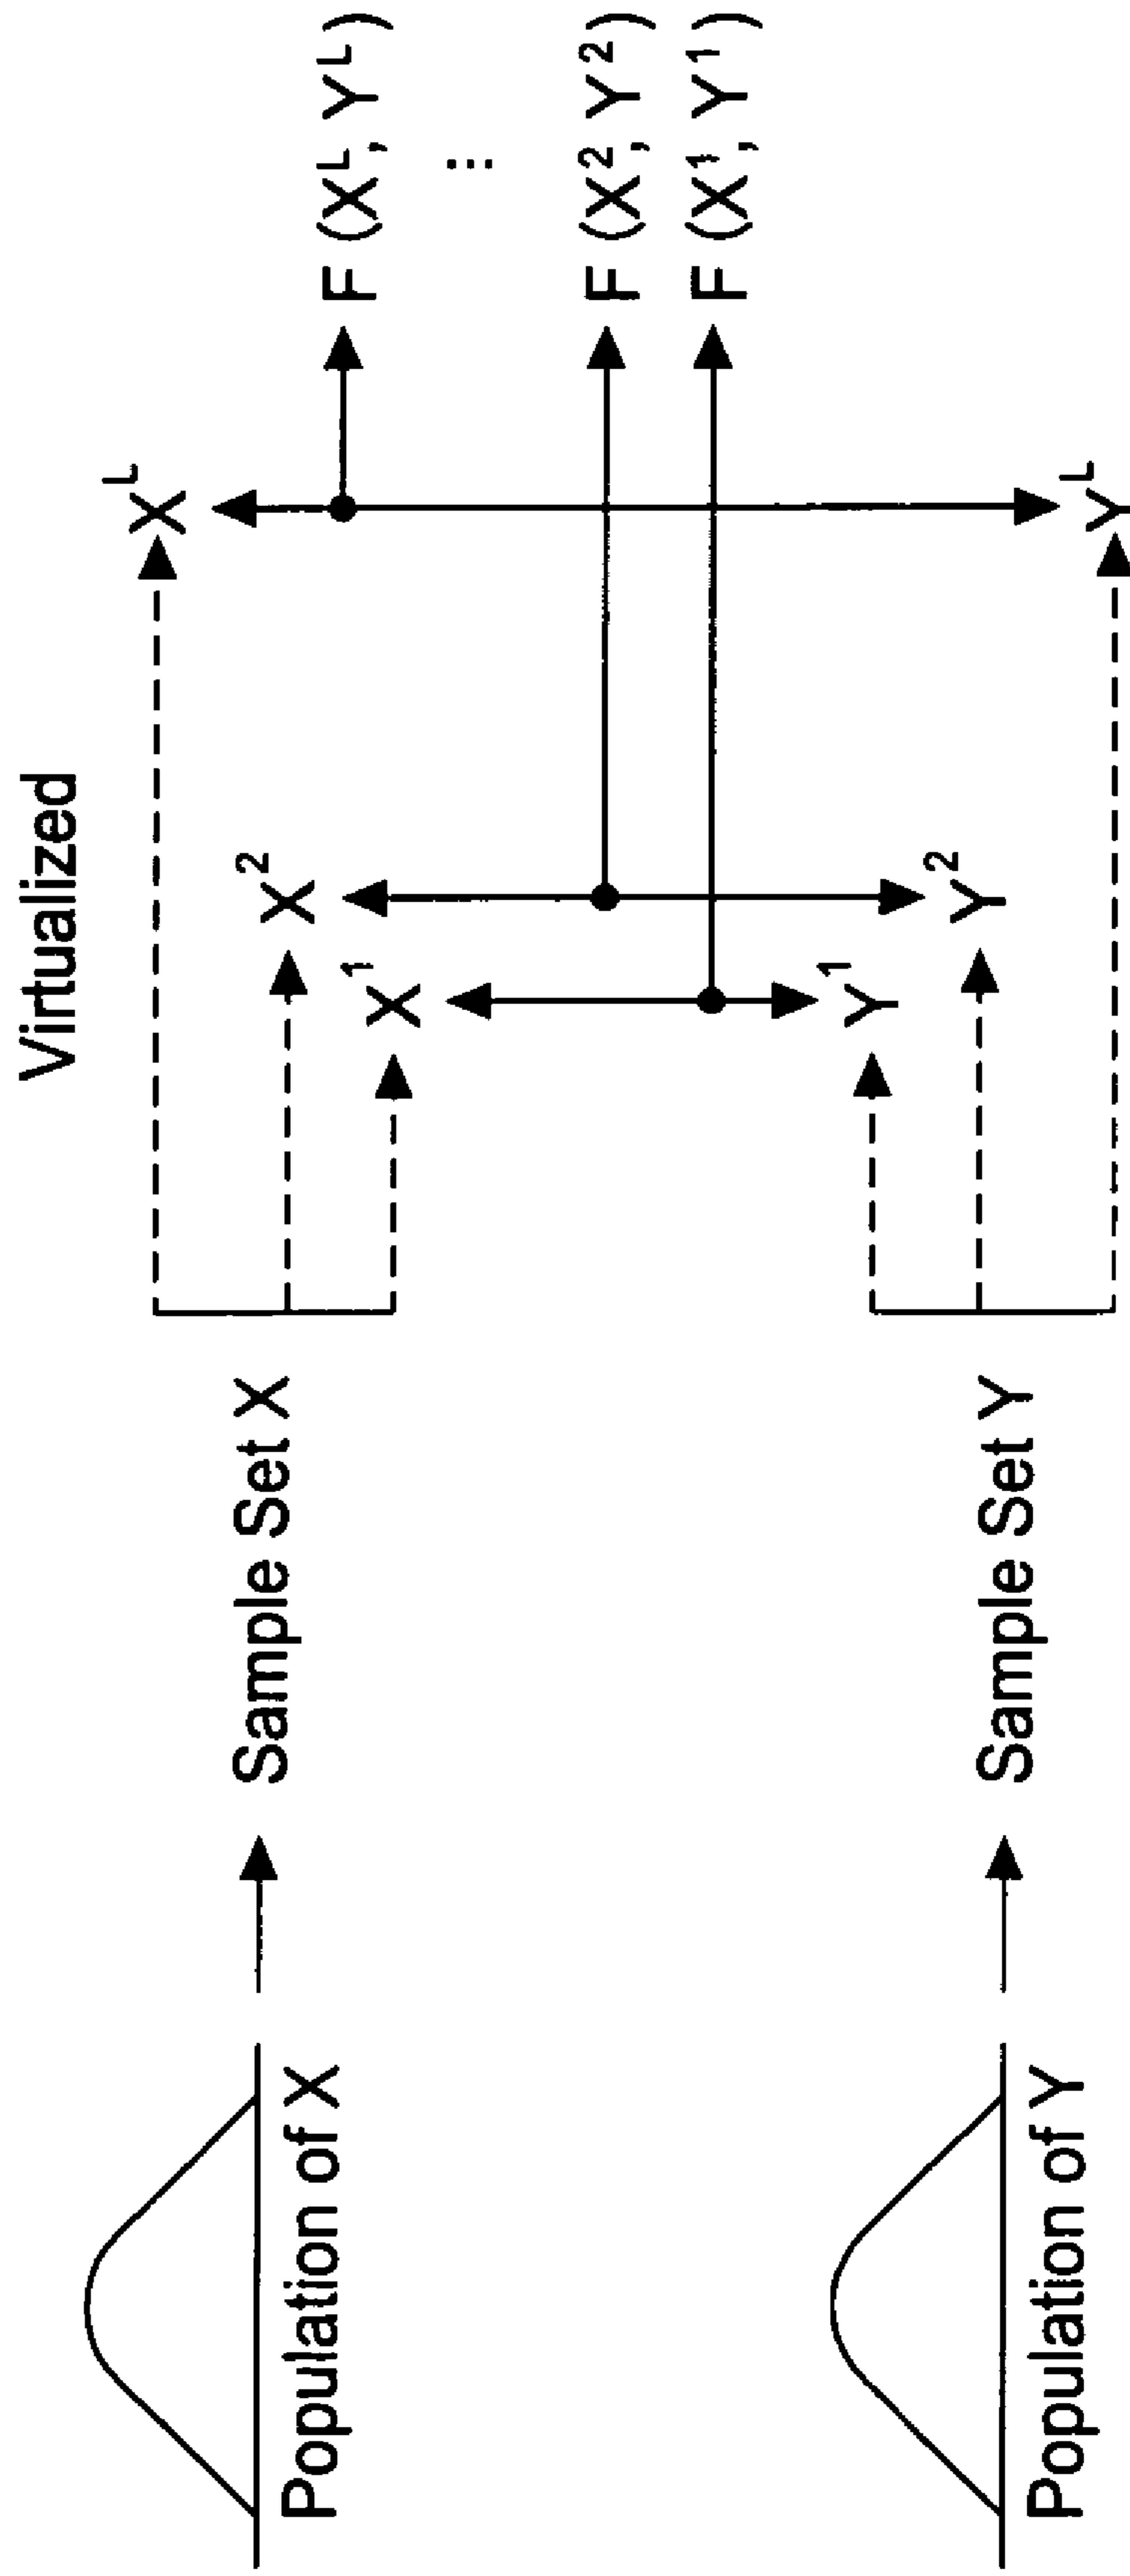 Virtualized
Xᴸ
X²
X¹
F (Xᴸ, Yᴸ)
⋮
F (X², Y²)
F (X¹, Y¹)
Sample Set X
Population of X
Y¹
Y²
Yᴸ
Sample Set Y
Population of Y